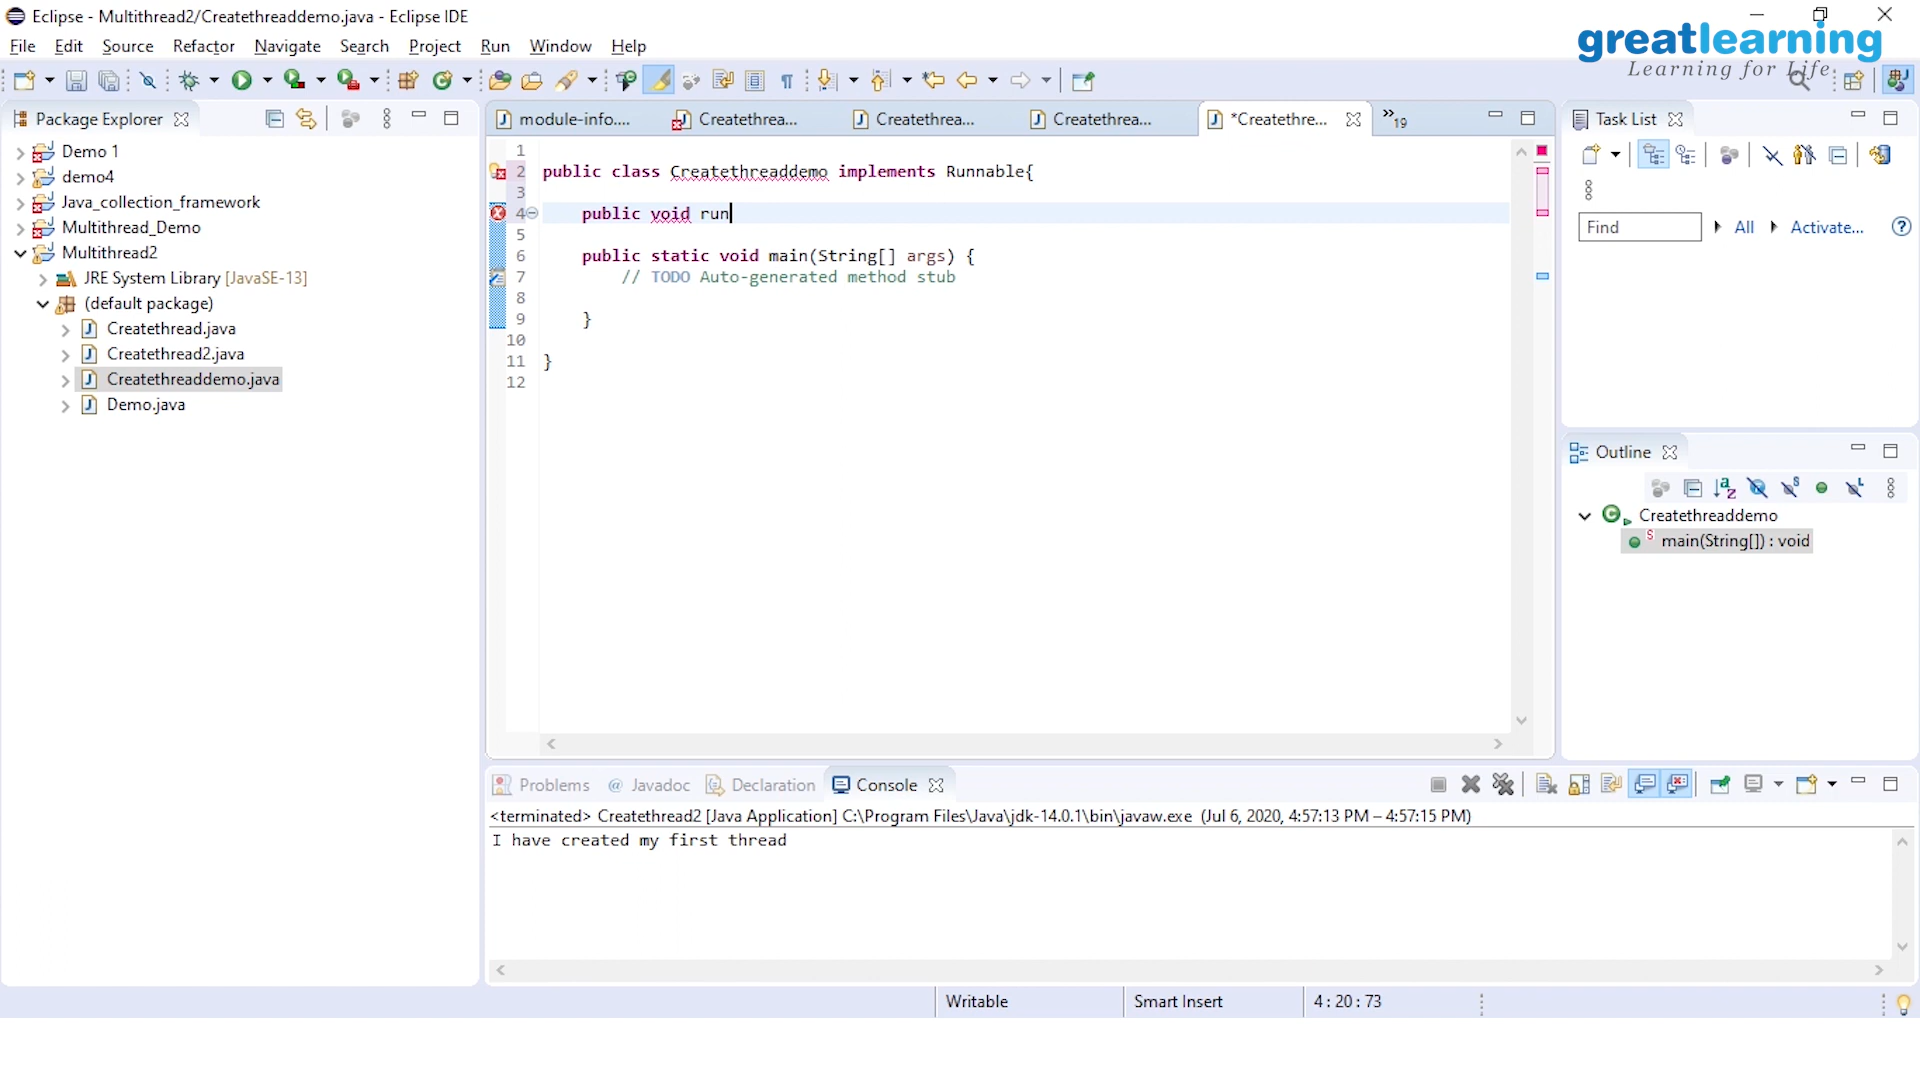 Eclipse - Multithread2/Createthreaddemo.java - Eclipse IDE
greatlearning
Learning for Life
File Edit Source Refactor Navigate Search Project Run Window Help
Package Explorer
Demo 1
demo4
Java_collection_framework
Multithread_Demo
Multithread2
JRE System Library [JavaSE-13]
(default package)
Createthread.java
Createthread2.java
Createthreaddemo.java
Demo.java
module-info.... Createthrea... Createthrea... Createthrea... *Createthre... »19
1
2 public class Createthreaddemo implements Runnable{
3
4 public void run
5
6 public static void main(String[] args) {
7 // TODO Auto-generated method stub
8
9 }
10
11 }
12
Task List
Find All Activate...
Outline
Createthreaddemo
main(String[]) : void
Problems @ Javadoc Declaration Console
<terminated> Createthread2 [Java Application] C:\Program Files\Java\jdk-14.0.1\bin\javaw.exe (Jul 6, 2020, 4:57:13 PM – 4:57:15 PM)
I have created my first thread
Writable Smart Insert 4 : 20 : 73